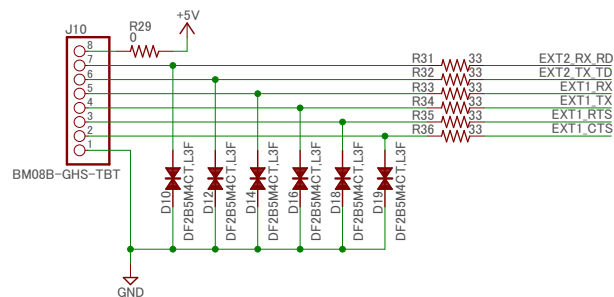 +5V
J10
R29
0
8
7
6
5
4
3
2
1
BM08B-GHS-TBT
R31 33 EXT2_RX_RD
R32 33 EXT2_TX_TD
R33 33 EXT1_RX
R34 33 EXT1_TX
R35 33 EXT1_RTS
R36 33 EXT1_CTS
D10
DF2B5M4CT,L3F
D12
DF2B5M4CT,L3F
D14
DF2B5M4CT,L3F
D16
DF2B5M4CT,L3F
D18
DF2B5M4CT,L3F
D19
DF2B5M4CT,L3F
GND